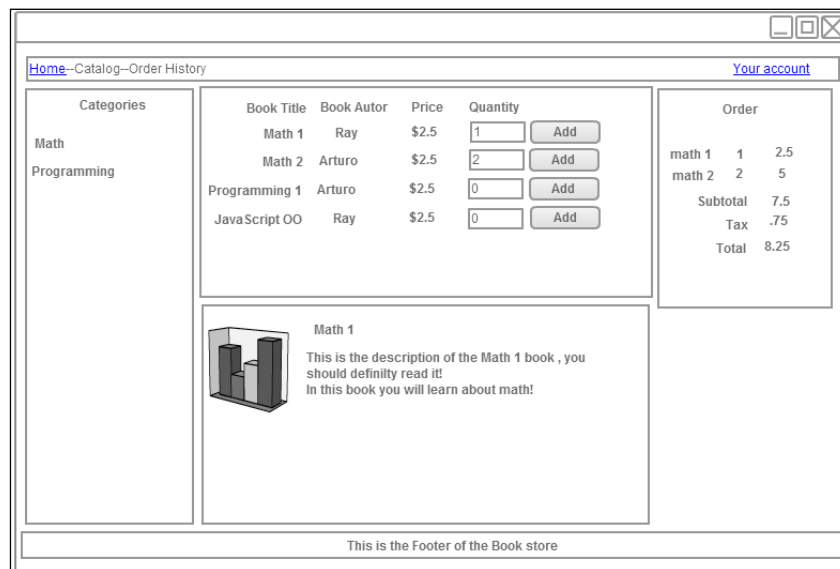 Home--Catalog--Order History
Your account
Categories
Math
Programming
Book Title Book Autor Price Quantity
Math 1 Ray $2.5 1 Add
Math 2 Arturo $2.5 2 Add
Programming 1 Arturo $2.5 0 Add
JavaScript OO Ray $2.5 0 Add
Order
math 1 1 2.5
math 2 2 5
Subtotal 7.5
Tax .75
Total 8.25
Math 1
This is the description of the Math 1 book , you
should definilty read it!
In this book you will learn about math!
This is the Footer of the Book store